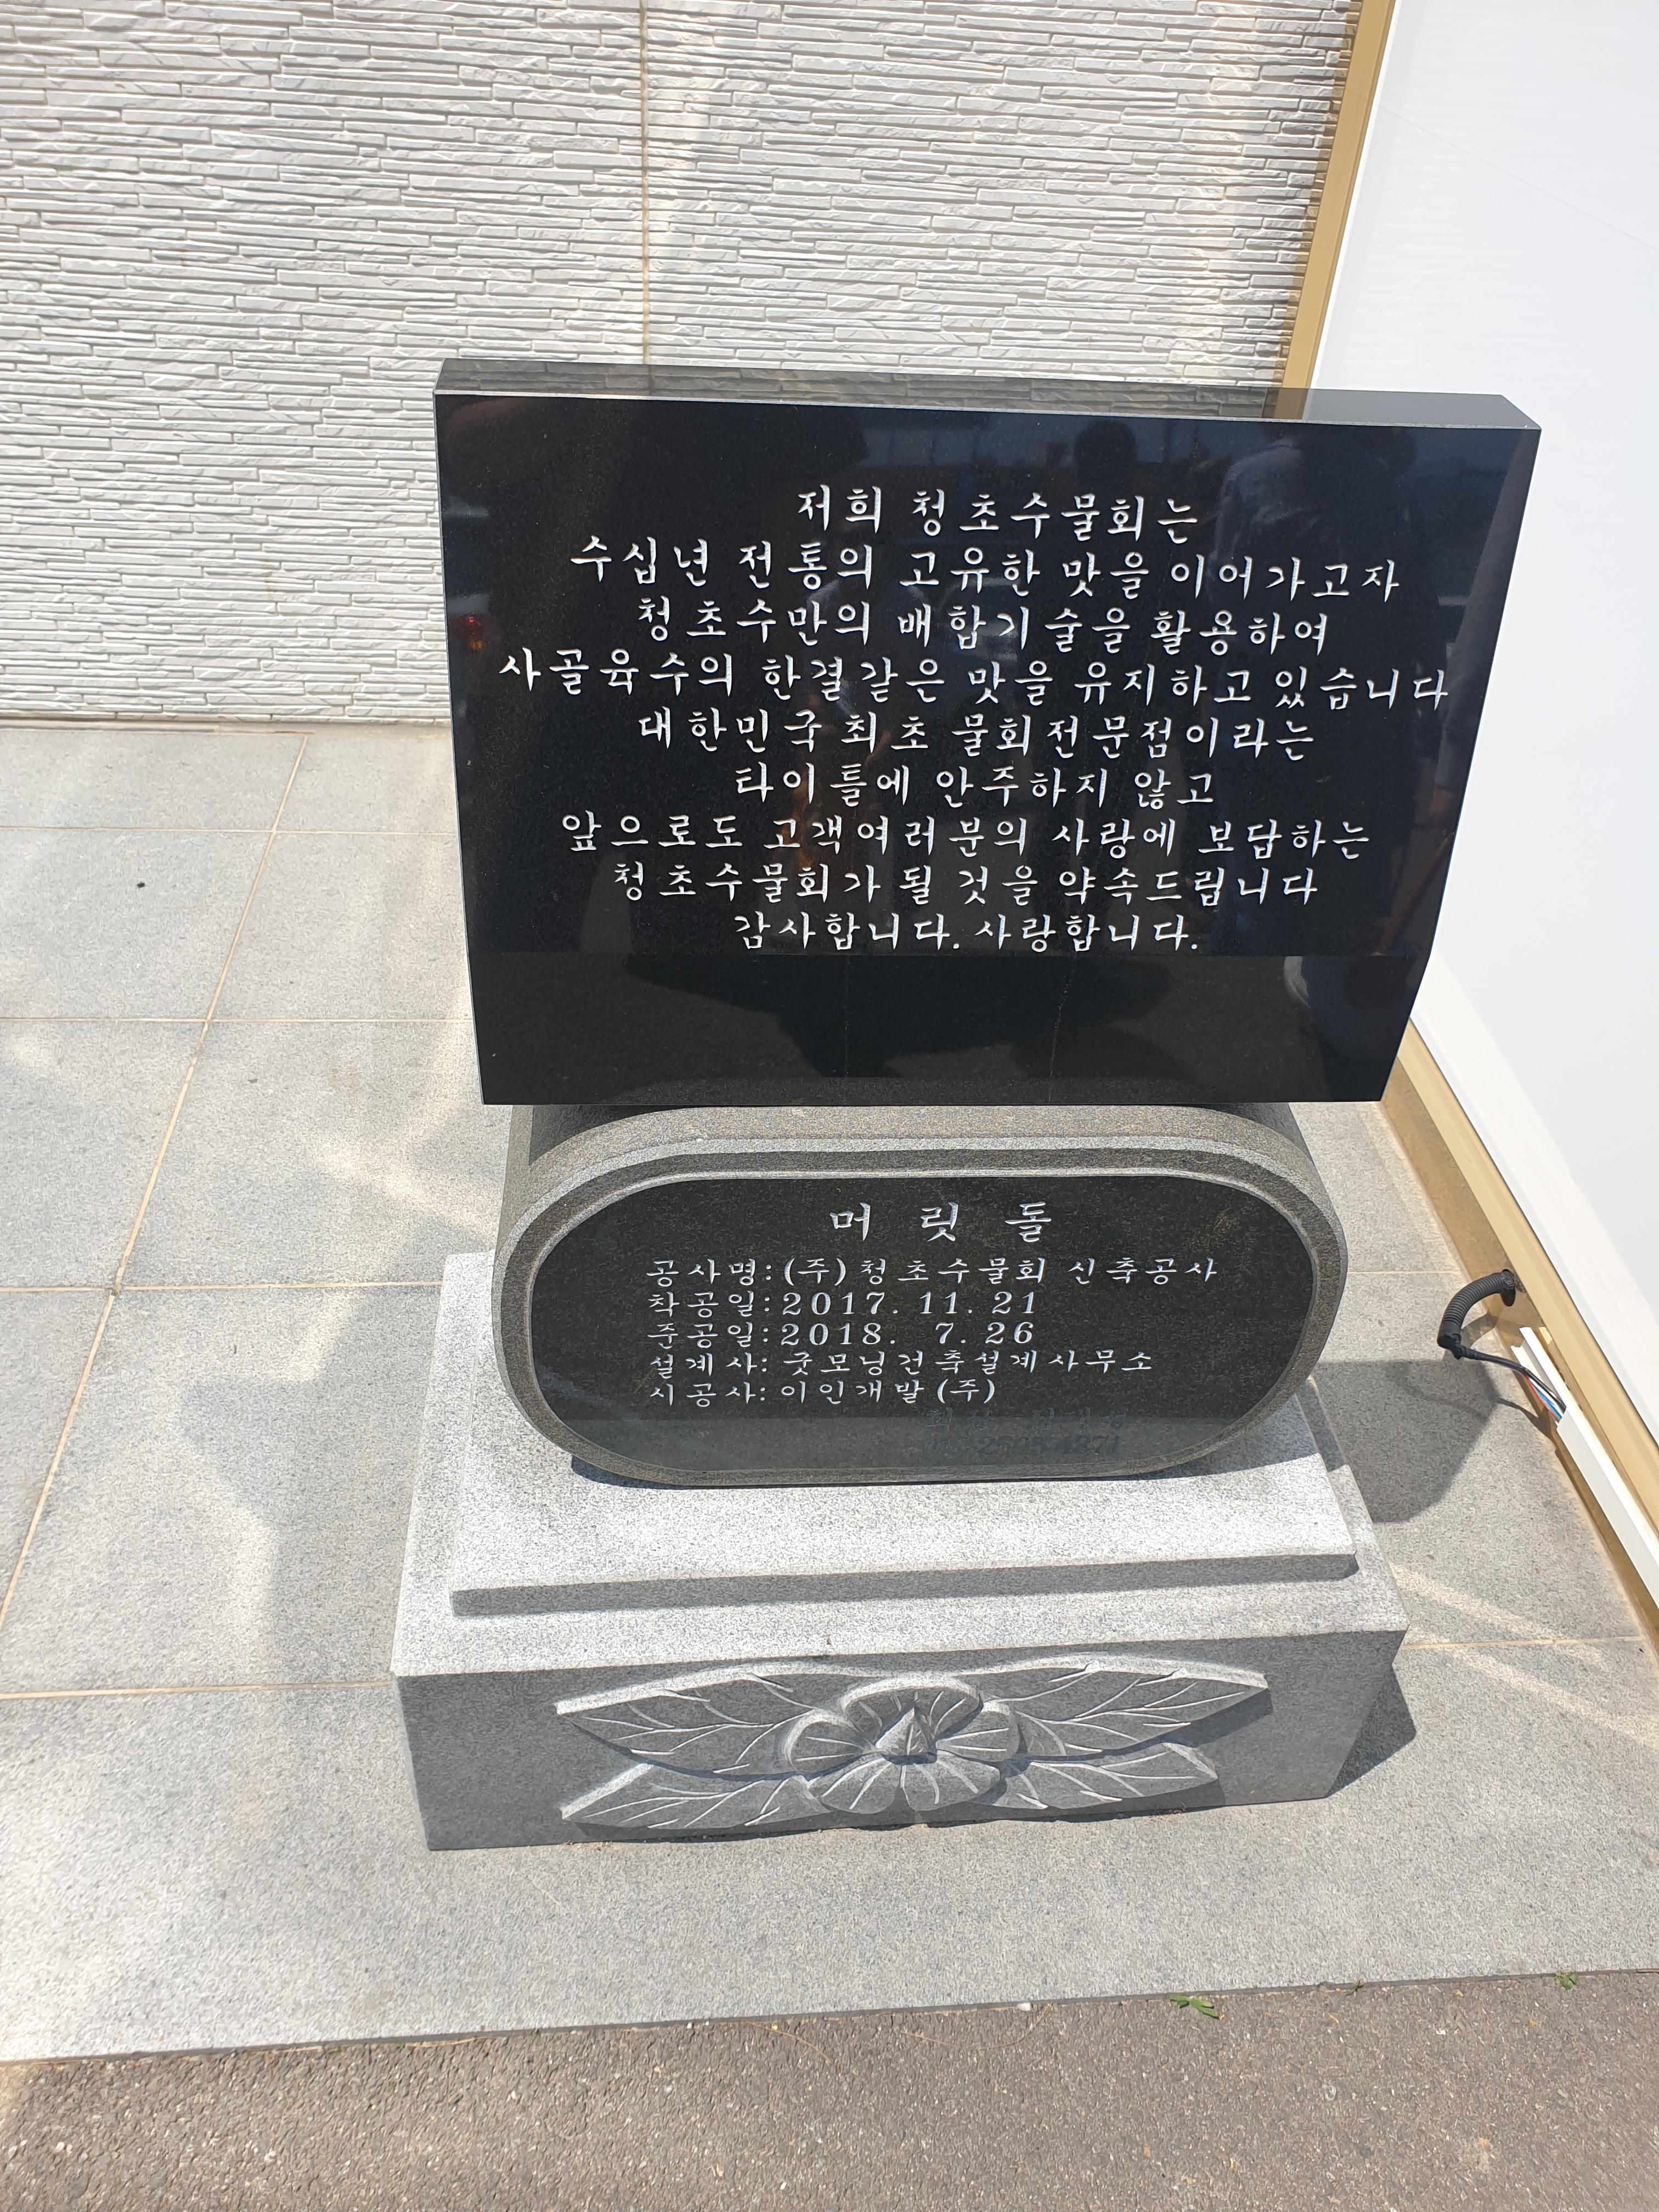 저희 청초수물회는
수십년 전통의 고유한 맛을 이어가고자
청초수만의 배합기술을 활용하여
사골육수의 한결같은 맛을 유지하고 있습니다
대한민국최초 물회전문점이라는
타이틀에 안주하지 않고
앞으로도 고객여러분의 사랑에 보답하는
청초수물회가 될 것을 약속드립니다
감사합니다. 사랑합니다.
머릿돌
공사명: (주)청초수물회 신축공사
착공일: 2017. 11. 21
준공일: 2018. 7. 26
설계사: 굿모닝건축설계사무소
시공사: 이인개발(주)